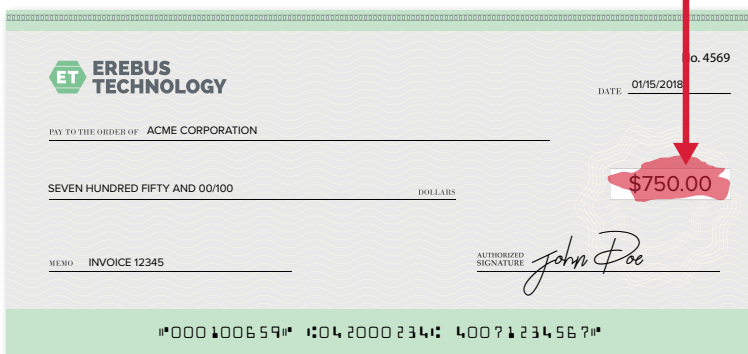 No. 4569
ET EREBUS
TECHNOLOGY
DATE 01/15/2018
PAY TO THE ORDER OF ACME CORPORATION
$750.00
SEVEN HUNDRED FIFTY AND 00/100 DOLLARS
MEMO INVOICE 12345
AUTHORIZED
SIGNATURE John Doe
⑈000100659⑈ ⑆042000234⑆ 40071234567⑈